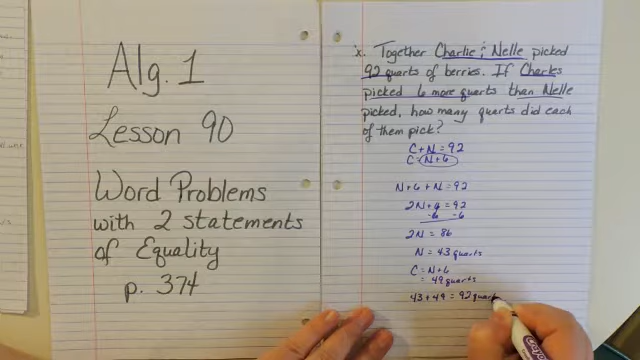 Alg. 1
Lesson 90
Word Problems
with 2 statements
of Equality
p. 374
x. Together Charlie & Nelle picked
92 quarts of berries. If Charles
picked 6 more quarts than Nelle
picked, how many quarts did each
of them pick?
C + N = 92
C = N + 6
N + 6 + N = 92
2N + 6 = 92
-6 -6
2N = 86
N = 43 quarts
C = N + 6
= 49 quarts
43 + 49 = 92 quart